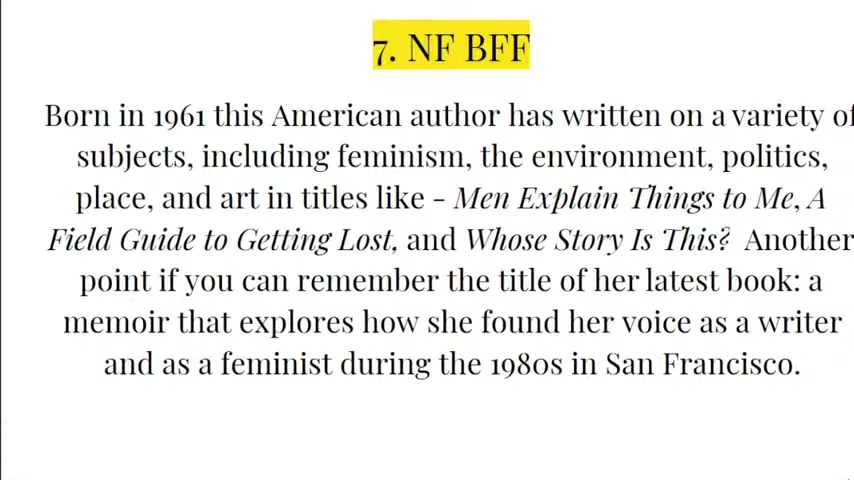 7. NF BFF
Born in 1961 this American author has written on a variety of
subjects, including feminism, the environment, politics,
place, and art in titles like - Men Explain Things to Me, A
Field Guide to Getting Lost, and Whose Story Is This? Another
point if you can remember the title of her latest book: a
memoir that explores how she found her voice as a writer
and as a feminist during the 1980s in San Francisco.